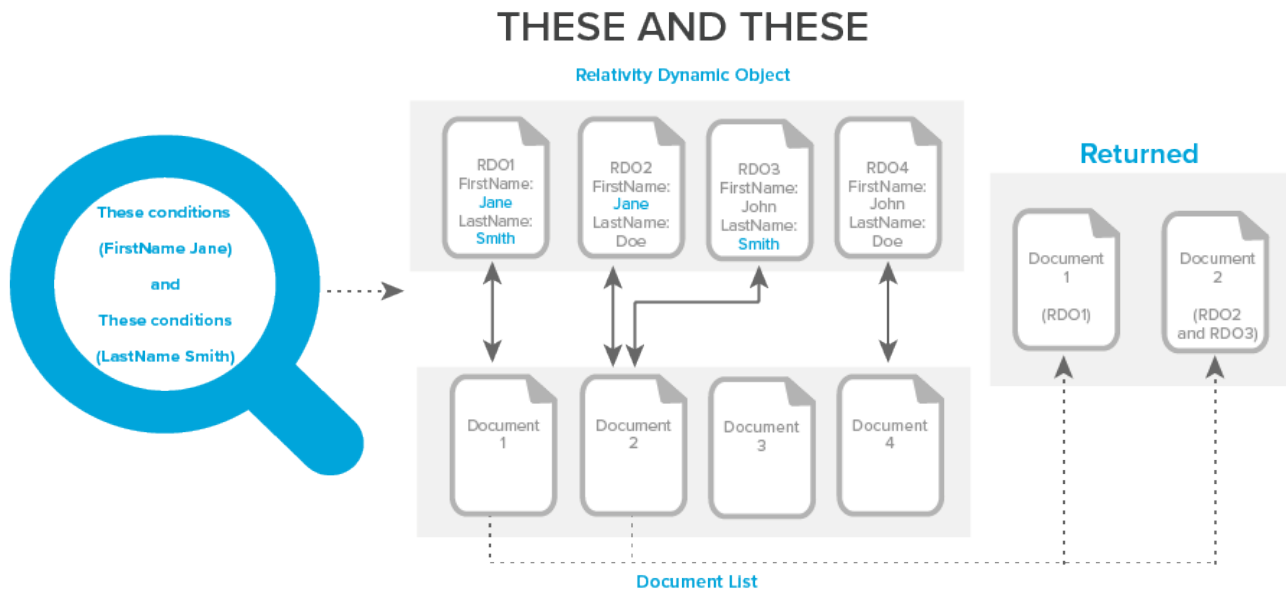 THESE AND THESE
Relativity Dynamic Object
These conditions
(FirstName Jane)
and
These conditions
(LastName Smith)
RDO1
FirstName:
Jane
LastName:
Smith
RDO2
FirstName:
Jane
LastName:
Doe
RDO3
FirstName:
John
LastName:
Smith
RDO4
FirstName:
John
LastName:
Doe
Document
1
Document
2
Document
3
Document
4
Document List
Returned
Document
1
(RDO1)
Document
2
(RDO2
and RDO3)